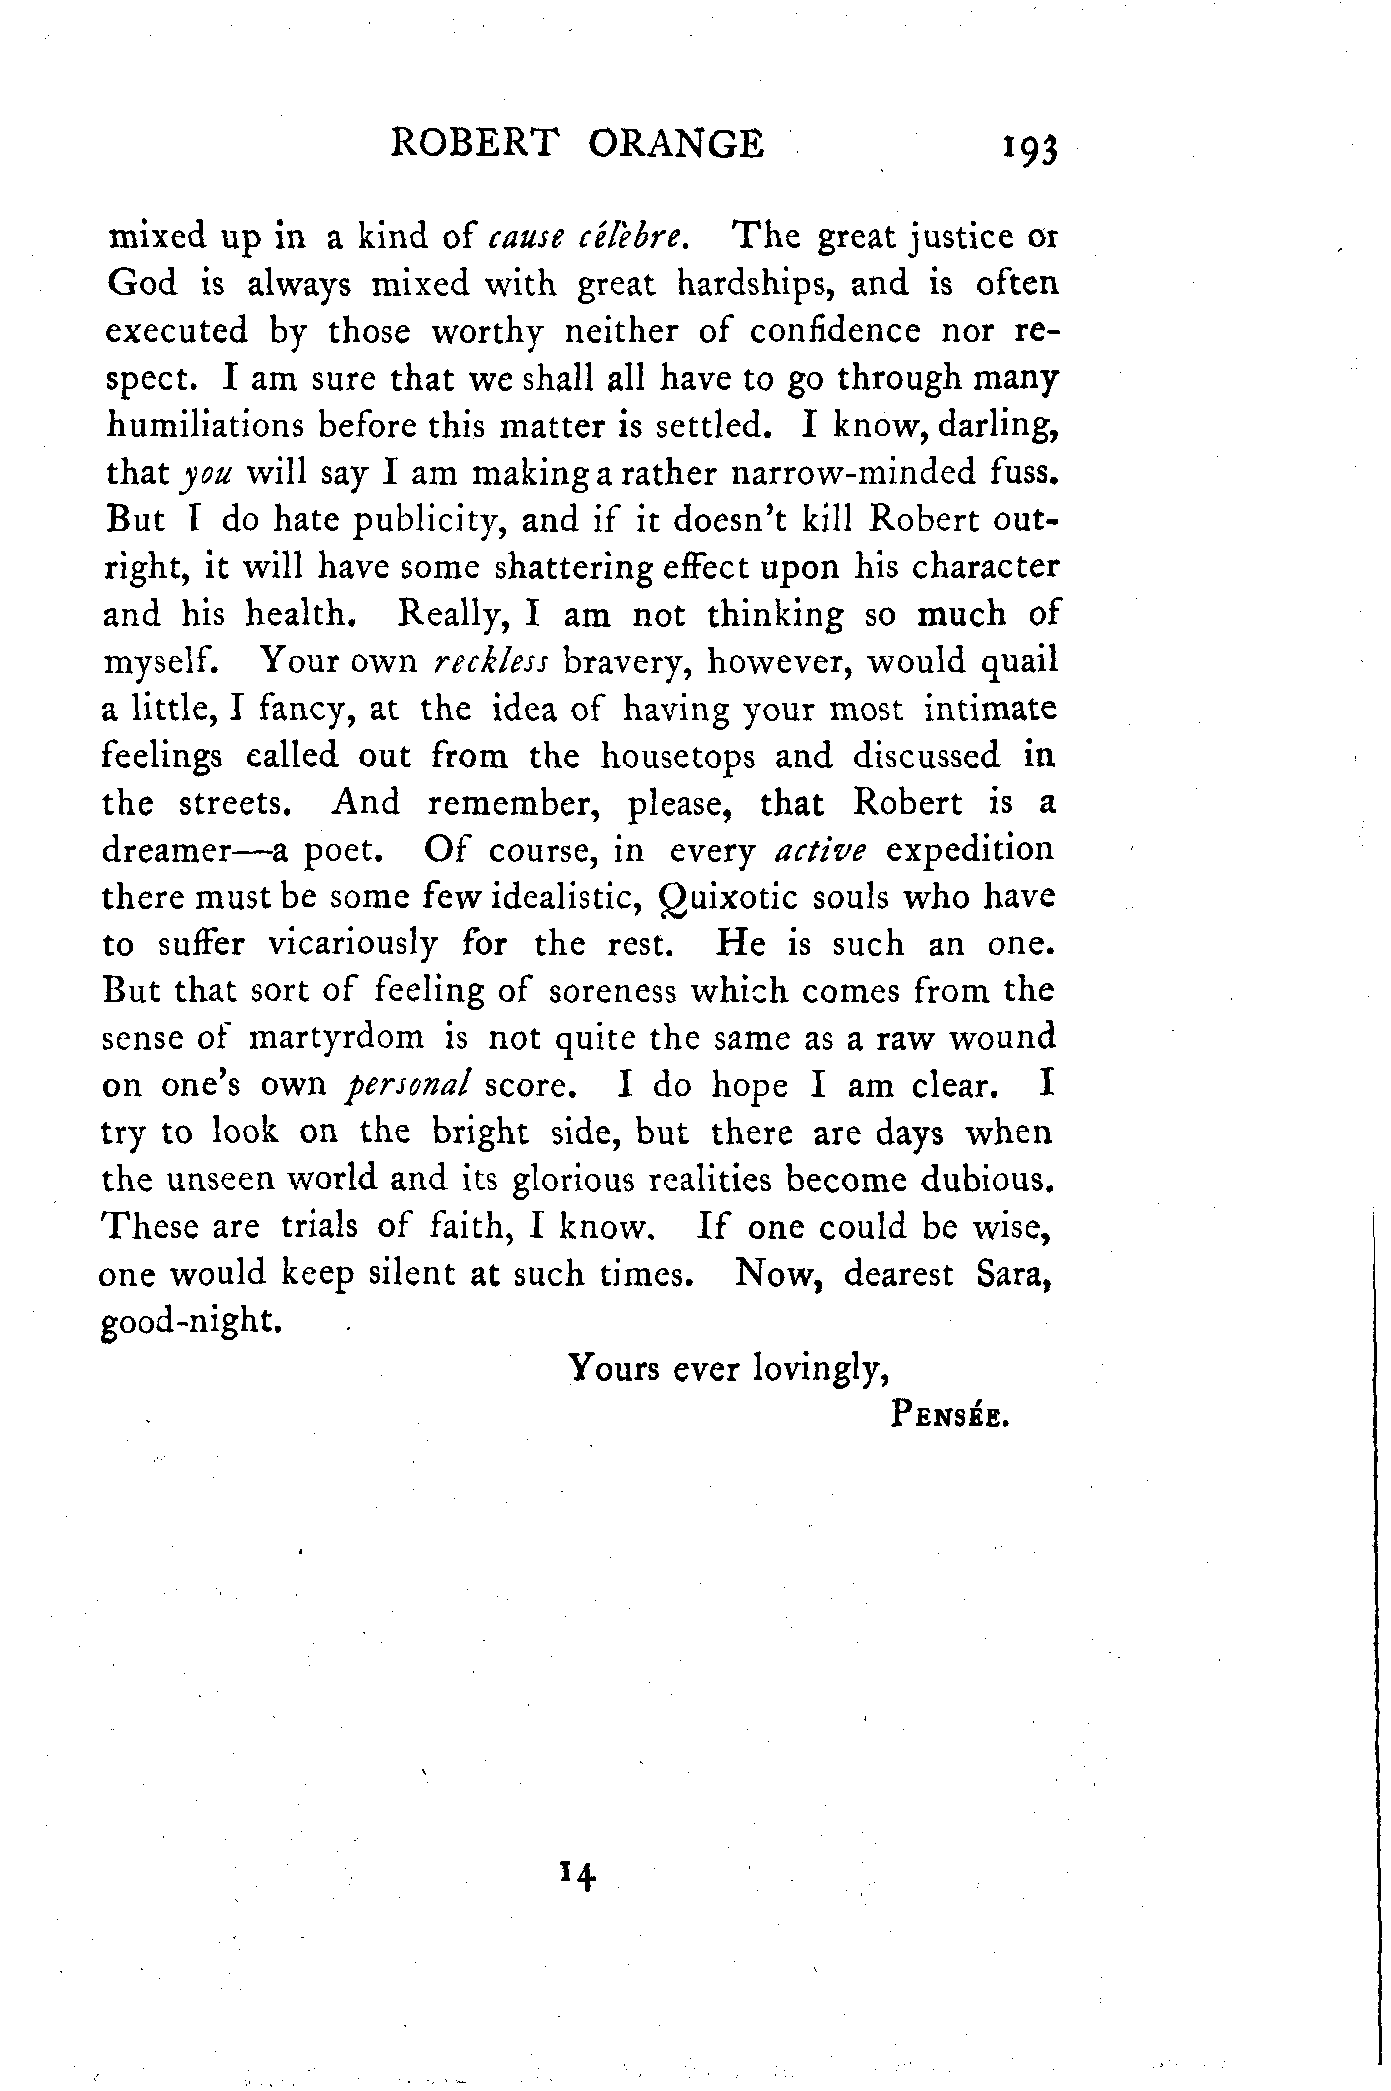 ROBERT ORANGE 193
mixed up in a kind of cause célèbre. The great justice or
God is always mixed with great hardships, and is often
executed by those worthy neither of confidence nor re-
spect. I am sure that we shall all have to go through many
humiliations before this matter is settled. I know, darling,
that you will say I am making a rather narrow-minded fuss.
But I do hate publicity, and if it doesn't kill Robert out-
right, it will have some shattering effect upon his character
and his health. Really, I am not thinking so much of
myself. Your own reckless bravery, however, would quail
a little, I fancy, at the idea of having your most intimate
feelings called out from the housetops and discussed in
the streets. And remember, please, that Robert is a
dreamer—a poet. Of course, in every active expedition
there must be some few idealistic, Quixotic souls who have
to suffer vicariously for the rest. He is such an one.
But that sort of feeling of soreness which comes from the
sense of martyrdom is not quite the same as a raw wound
on one's own personal score. I do hope I am clear. I
try to look on the bright side, but there are days when
the unseen world and its glorious realities become dubious.
These are trials of faith, I know. If one could be wise,
one would keep silent at such times. Now, dearest Sara,
good-night.
Yours ever lovingly,
PENSÉE.
14